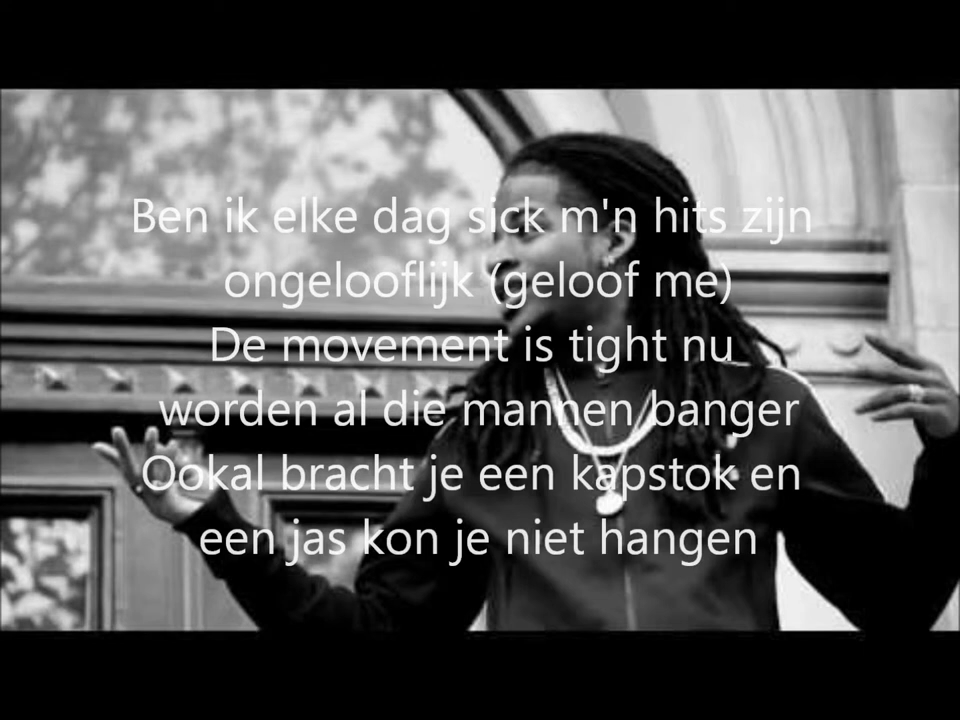 Ben ik elke dag sick m'n hits zijn
ongelooflijk (geloof me)
De movement is tight nu
worden al die mannen banger
Ookal bracht je een kapstok en
een jas kon je niet hangen